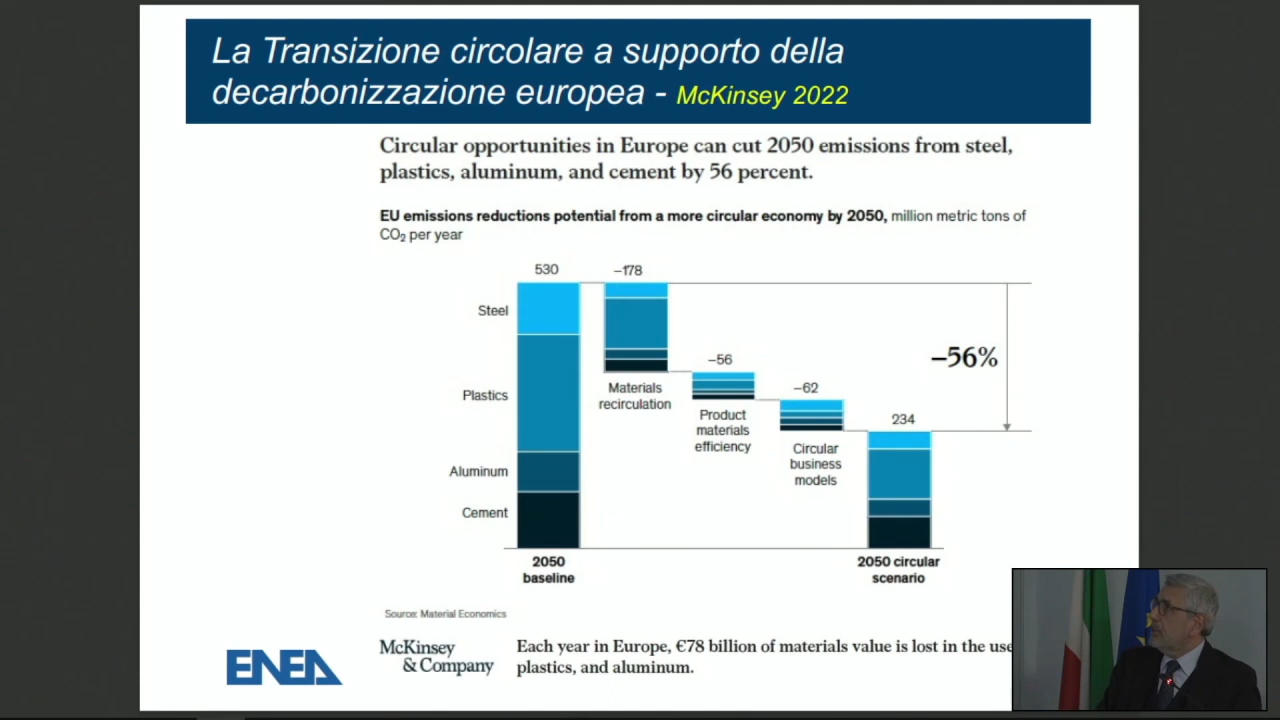 La Transizione circolare a supporto della
decarbonizzazione europea - McKinsey 2022
Circular opportunities in Europe can cut 2050 emissions from steel,
plastics, aluminum, and cement by 56 percent.
EU emissions reductions potential from a more circular economy by 2050, million metric tons of
CO₂ per year
530
–178
Steel
–56
–56%
Plastics
Materials
recirculation
–62
Product
materials
efficiency
234
Circular
business
models
Aluminum
Cement
2050
baseline
2050 circular
scenario
Source: Material Economics
ENEA
McKinsey
& Company
Each year in Europe, €78 billion of materials value is lost in the use
plastics, and aluminum.